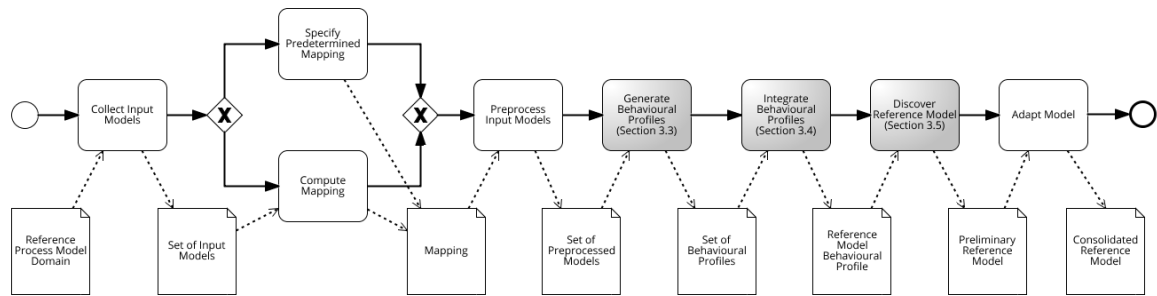 Specify
Predetermined
Mapping
Collect Input
Models
X
X
Preprocess
Input Models
Generate
Behavioural
Profiles
(Section 3.3)
Integrate
Behavioural
Profiles
(Section 3.4)
Discover
Reference Model
(Section 3.5)
Adapt Model
Compute
Mapping
Reference
Process Model
Domain
Set of Input
Models
Mapping
Set of
Preprocessed
Models
Set of
Behavioural
Profiles
Reference
Model
Behavioural
Profile
Preliminary
Reference
Model
Consolidated
Reference
Model